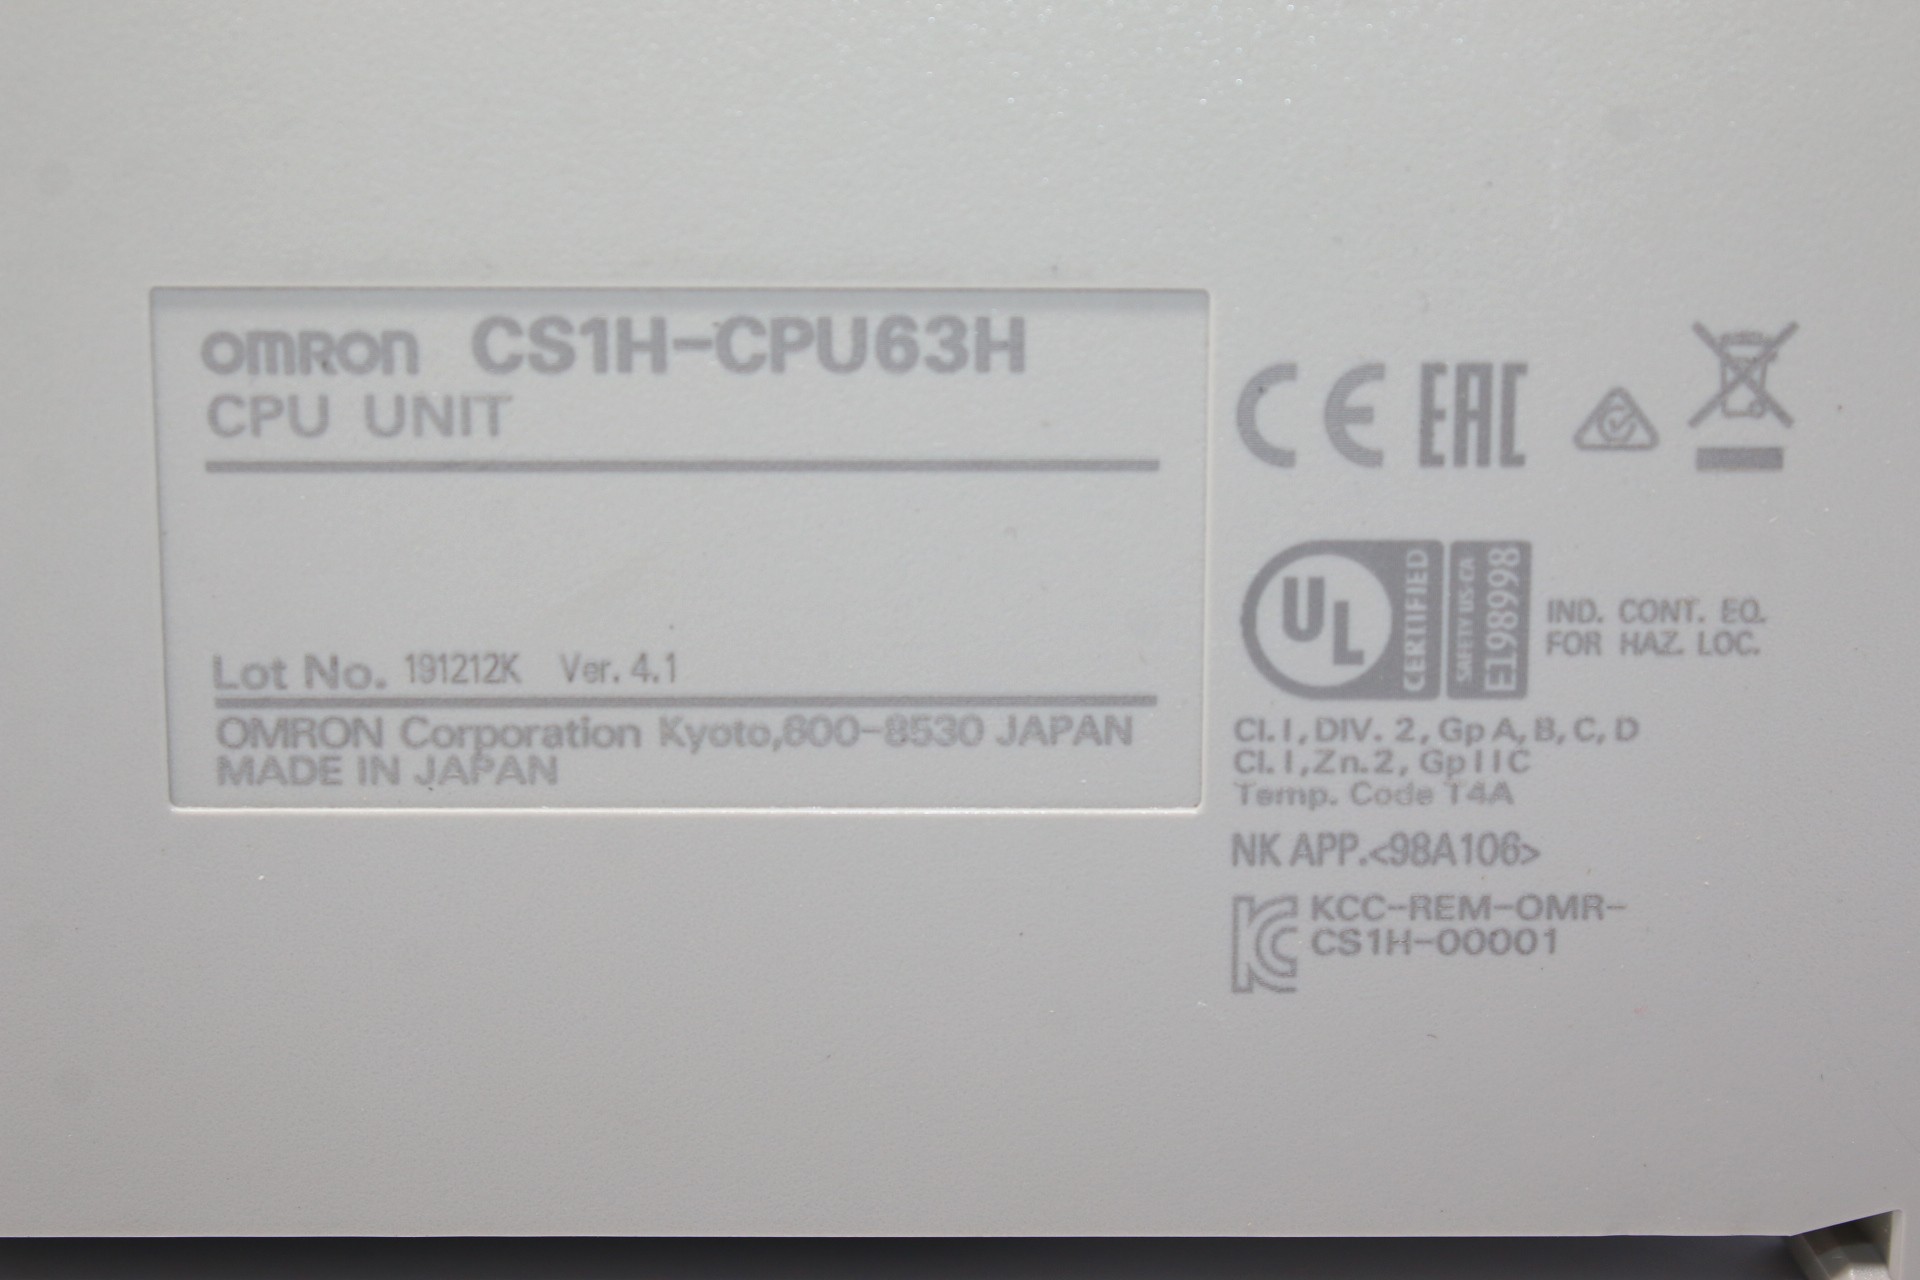 omron CS1H-CPU63H
CPU UNIT
Lot No. 191212K Ver. 4.1
OMRON Corporation Kyoto,600-8530 JAPAN
MADE IN JAPAN
CE EAC
UL CERTIFIED
SAFETY US-CA
E198998
IND. CONT. EQ.
FOR HAZ. LOC.
Cl. I, DIV. 2, Gp A, B, C, D
Cl. I, Zn. 2, Gp IIC
Temp. Code T4A
NK APP.<98A106>
KC KCC-REM-OMR-
CS1H-00001